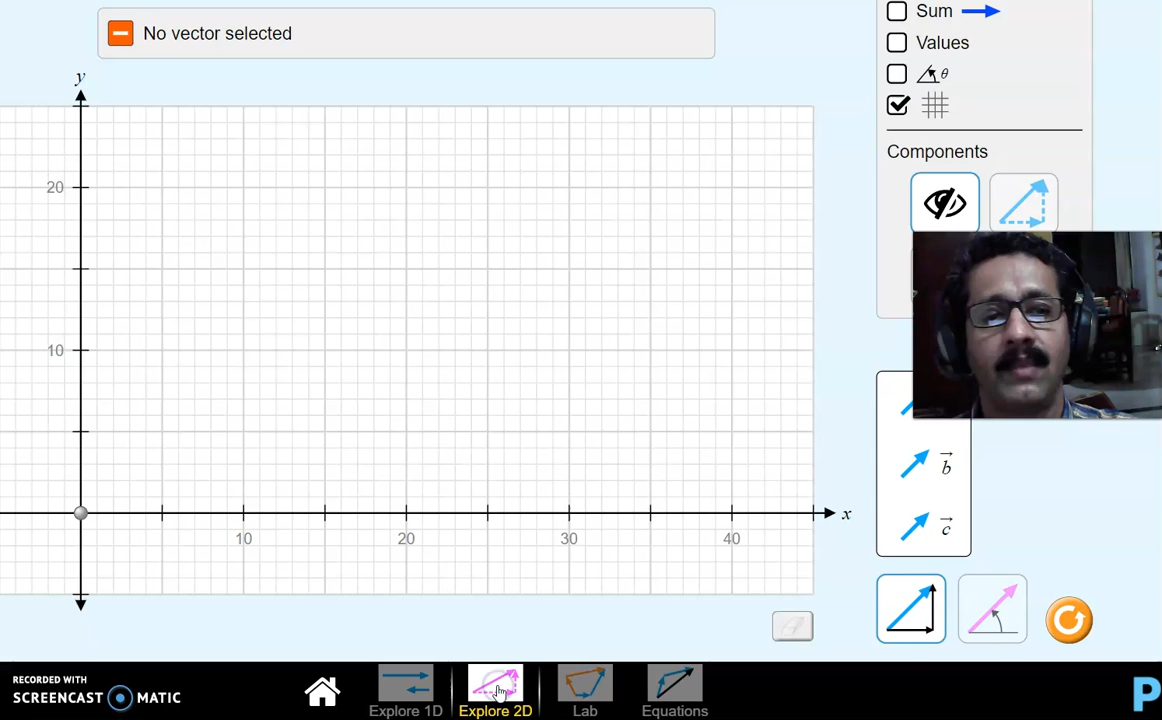 Sum
No vector selected
Values
θ
y
Components
20
10
b
x
c
10 20 30 40
RECORDED WITH
SCREENCAST MATIC
Explore 1D
Explore 2D
Lab
Equations
P